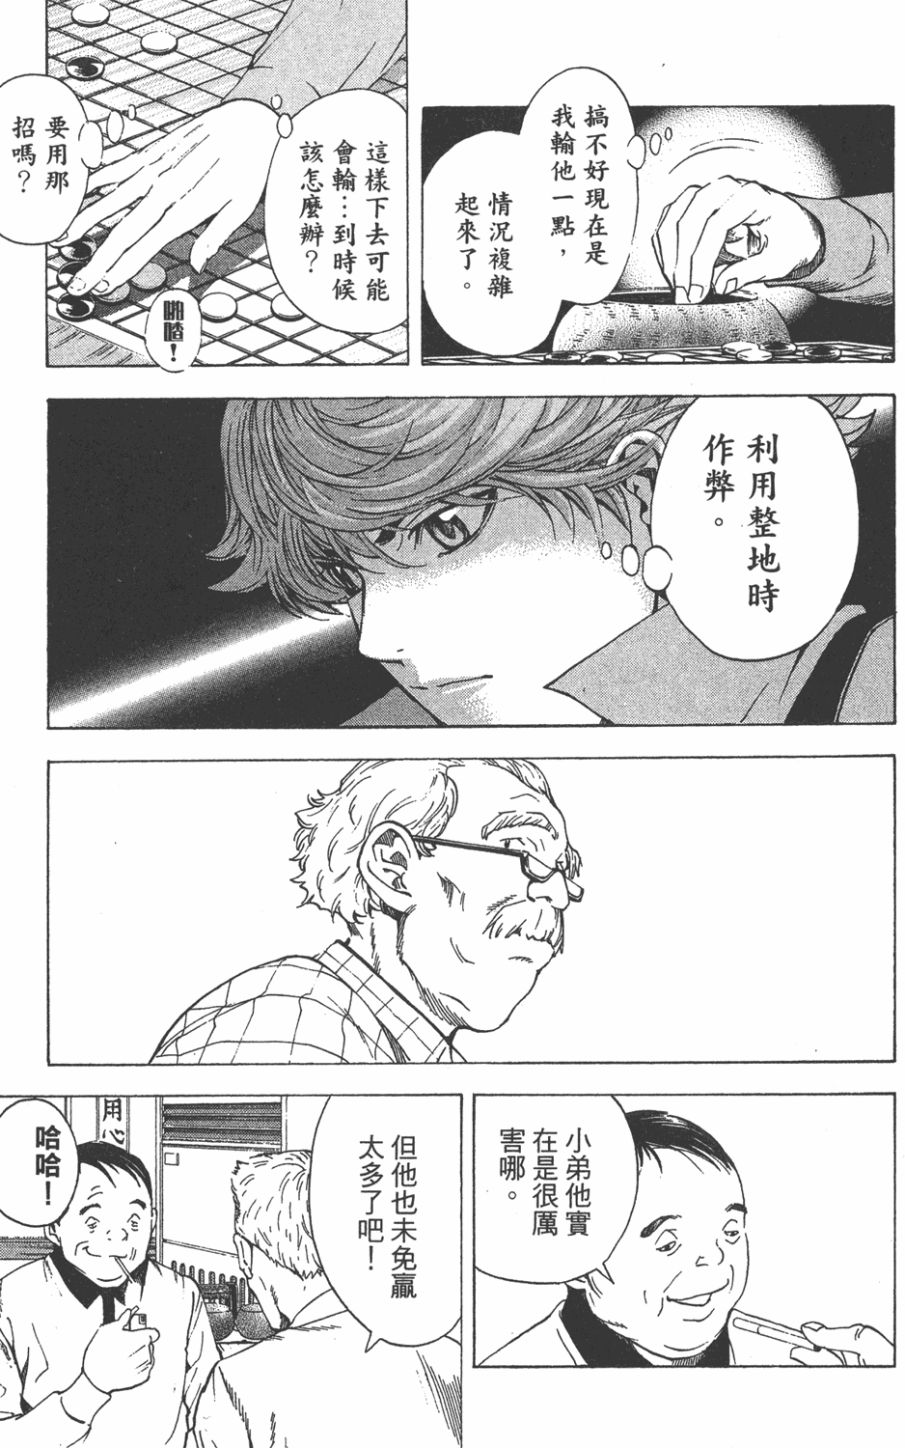 搞不好現在是
我輸他一點，
情況複雜
起來了。
這樣下去可能
會輸…到時候
該怎麼辦？
啪喳！
要用那
招嗎？
利用整地時
作弊。
小弟他實
在是很厲
害哪。
但他也未免贏
太多了吧！
哈哈！
用心